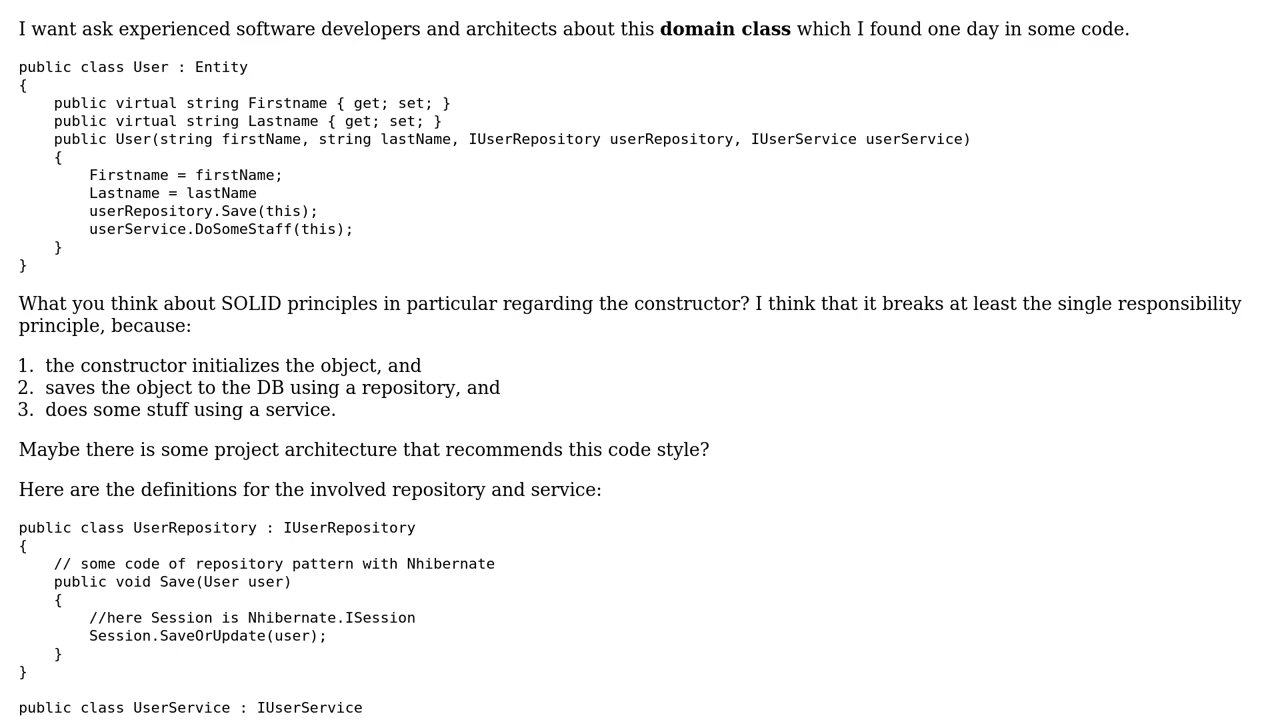 I want ask experienced software developers and architects about this domain class which I found one day in some code.
public class User : Entity
{
    public virtual string Firstname { get; set; }
    public virtual string Lastname { get; set; }
    public User(string firstName, string lastName, IUserRepository userRepository, IUserService userService)
    {
        Firstname = firstName;
        Lastname = lastName
        userRepository.Save(this);
        userService.DoSomeStaff(this);
    }
}
What you think about SOLID principles in particular regarding the constructor? I think that it breaks at least the single responsibility
principle, because:
1. the constructor initializes the object, and
2. saves the object to the DB using a repository, and
3. does some stuff using a service.
Maybe there is some project architecture that recommends this code style?
Here are the definitions for the involved repository and service:
public class UserRepository : IUserRepository
{
    // some code of repository pattern with Nhibernate
    public void Save(User user)
    {
        //here Session is Nhibernate.ISession
        Session.SaveOrUpdate(user);
    }
}
public class UserService : IUserService